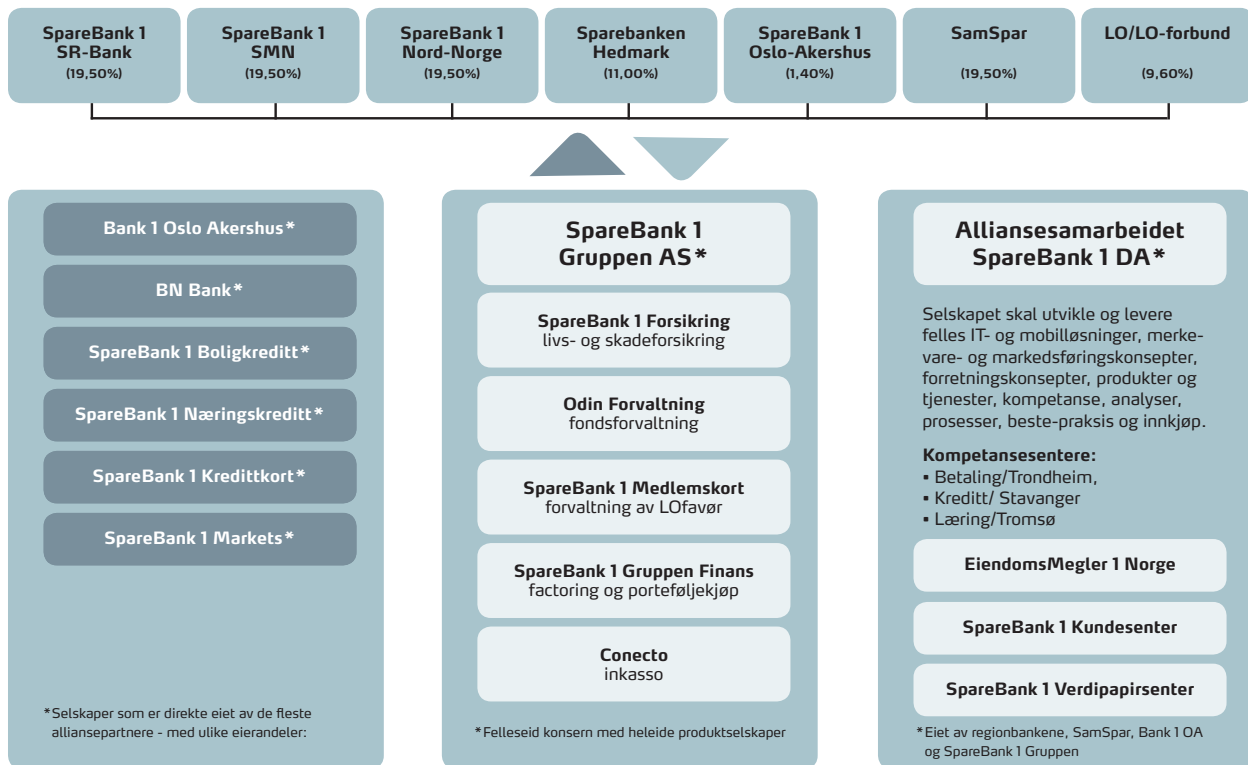 SpareBank 1
SR-Bank
(19,50%)
SpareBank 1
SMN
(19,50%)
SpareBank 1
Nord-Norge
(19,50%)
Sparebanken
Hedmark
(11,00%)
SpareBank 1
Oslo-Akershus
(1,40%)
SamSpar
(19,50%)
LO/LO-forbund
(9,60%)
Bank 1 Oslo Akershus*
BN Bank*
SpareBank 1 Boligkreditt*
SpareBank 1 Næringskreditt*
SpareBank 1 Kredittkort*
SpareBank 1 Markets*
*Selskaper som er direkte eiet av de fleste
alliansepartnere - med ulike eierandeler:
SpareBank 1
Gruppen AS*
SpareBank 1 Forsikring
livs- og skadeforsikring
Odin Forvaltning
fondsforvaltning
SpareBank 1 Medlemskort
forvaltning av LOfavør
SpareBank 1 Gruppen Finans
factoring og porteføljekjøp
Conecto
inkasso
*Felleseid konsern med heleide produktselskaper
Alliansesamarbeidet
SpareBank 1 DA*
Selskapet skal utvikle og levere
felles IT- og mobilløsninger, merke-
vare- og markedsføringskonsepter,
forretningskonsepter, produkter og
tjenester, kompetanse, analyser,
prosesser, beste-praksis og innkjøp.
Kompetansesentere:
▪ Betaling/Trondheim,
▪ Kreditt/ Stavanger
▪ Læring/Tromsø
EiendomsMegler 1 Norge
SpareBank 1 Kundesenter
SpareBank 1 Verdipapirsenter
*Eiet av regionbankene, SamSpar, Bank 1 OA
og SpareBank 1 Gruppen